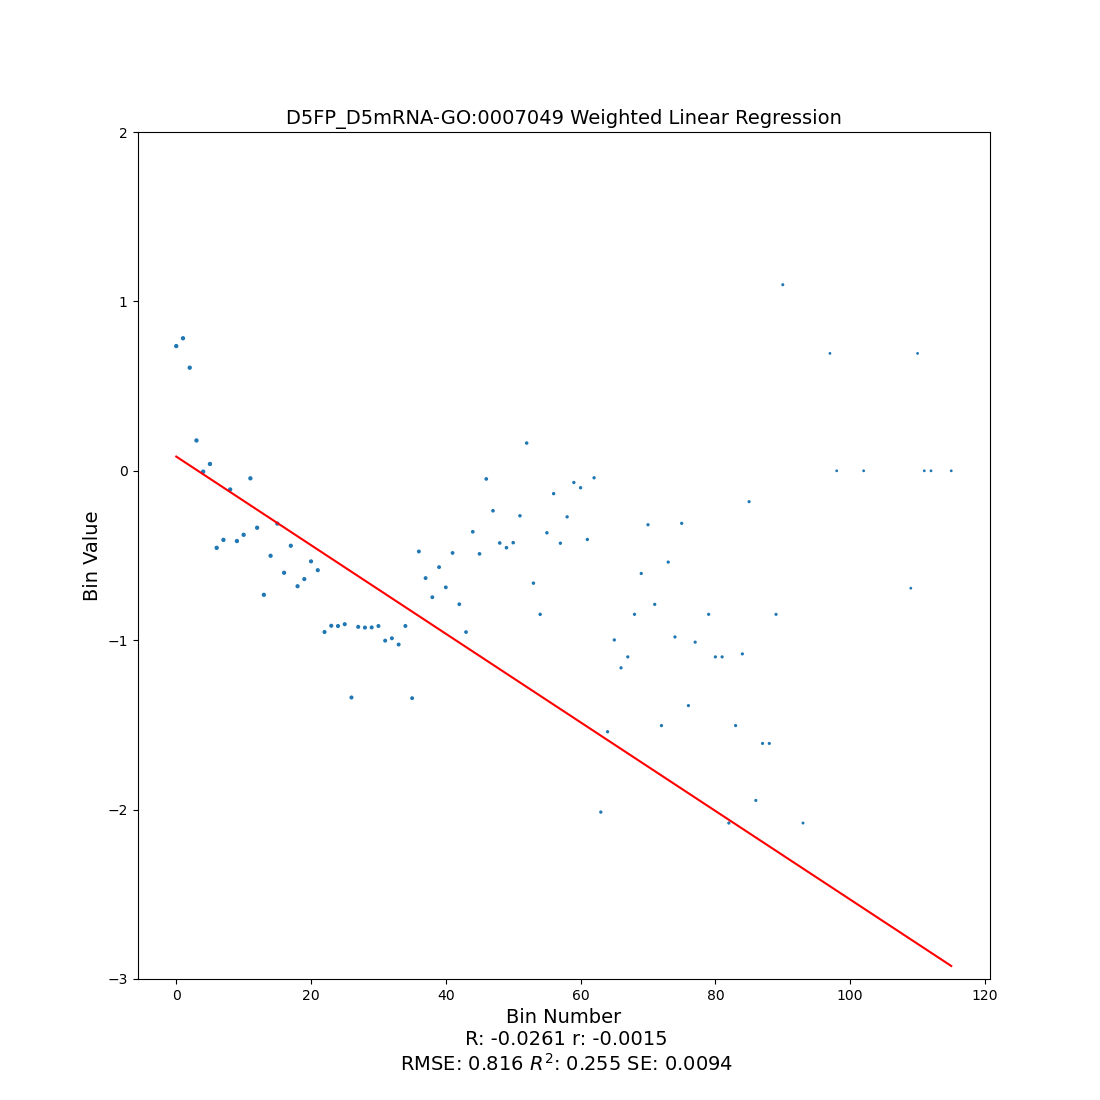 D5FP_D5mRNA-GO:0007049 Weighted Linear Regression
2
1
0
−1
−2
−3
Bin Value
0 20 40 60 80 100 120
Bin Number
R: -0.0261 r: -0.0015
RMSE: 0.816 R²: 0.255 SE: 0.0094